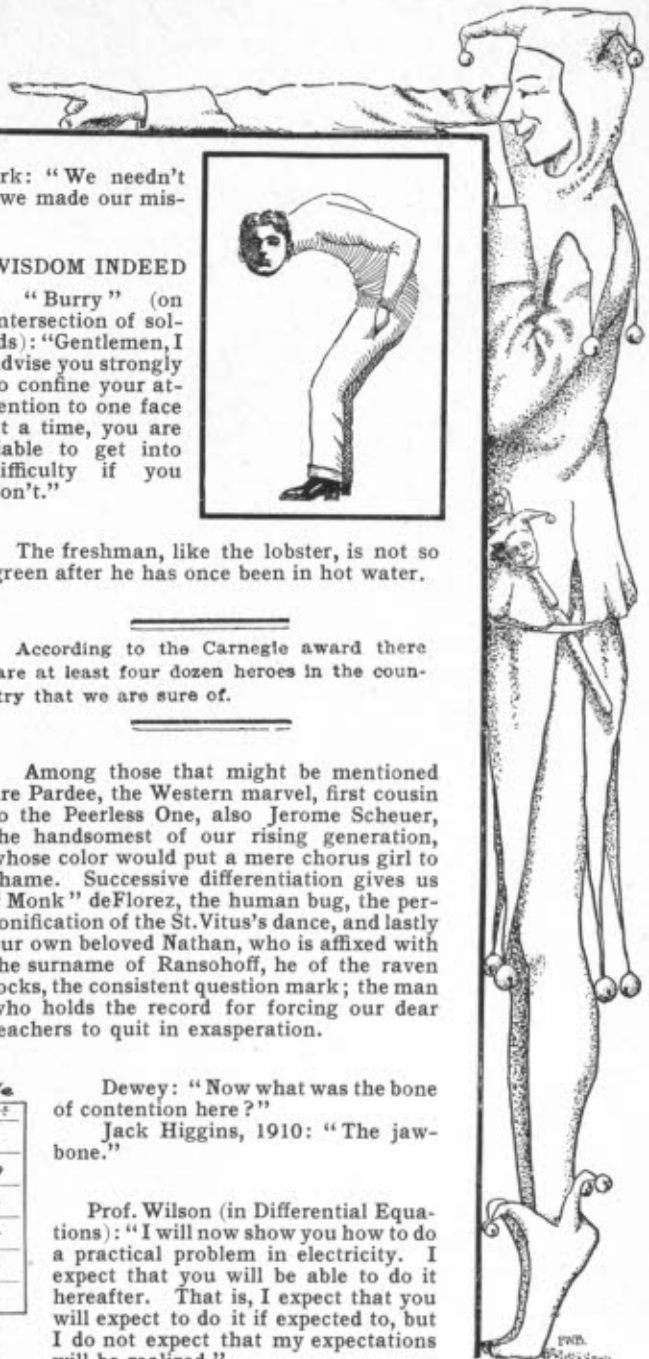 rk: "We needn't
we made our mis-
WISDOM INDEED
"Burry" (on
ntersection of sol-
ds): "Gentlemen, I
dvise you strongly
o confine your at-
ention to one face
t a time, you are
iable to get into
ifficulty if you
on't."
The freshman, like the lobster, is not so
green after he has once been in hot water.
According to the Carnegie award there
are at least four dozen heroes in the coun-
try that we are sure of.
Among those that might be mentioned
re Pardee, the Western marvel, first cousin
o the Peerless One, also Jerome Scheuer,
he handsomest of our rising generation,
whose color would put a mere chorus girl to
hame. Successive differentiation gives us
Monk" deFlorez, the human bug, the per-
onification of the St. Vitus's dance, and lastly
ur own beloved Nathan, who is affixed with
he surname of Ransohoff, he of the raven
ocks, the consistent question mark; the man
who holds the record for forcing our dear
eachers to quit in exasperation.
Dewey: "Now what was the bone
of contention here?"
Jack Higgins, 1910: "The jaw-
bone."
Prof. Wilson (in Differential Equa-
tions): "I will now show you how to do
a practical problem in electricity. I
expect that you will be able to do it
hereafter. That is, I expect that you
will expect to do it if expected to, but
I do not expect that my expectations
will be realized."